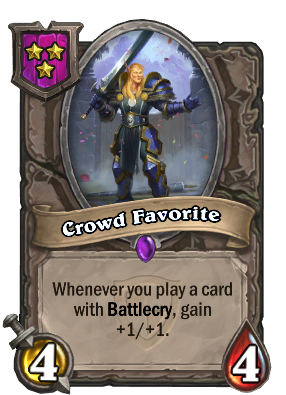 Crowd Favorite
Whenever you play a card
with Battlecry, gain
+1/+1.
4 4